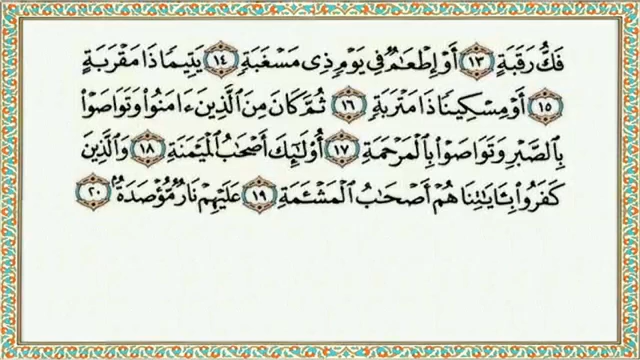 فَكُّ رَقَبَةٍ ١٣ أَوْ إِطْعَٰمٌ فِى يَوْمٍ ذِى مَسْغَبَةٍ ١٤ يَتِيمًا ذَا مَقْرَبَةٍ
١٥ أَوْ مِسْكِينًا ذَا مَتْرَبَةٍ ١٦ ثُمَّ كَانَ مِنَ ٱلَّذِينَ ءَامَنُوا۟ وَتَوَاصَوْا۟
بِٱلصَّبْرِ وَتَوَاصَوْا۟ بِٱلْمَرْحَمَةِ ١٧ أُو۟لَٰٓئِكَ أَصْحَٰبُ ٱلْمَيْمَنَةِ ١٨ وَٱلَّذِينَ
كَفَرُوا۟ بِـَٔايَٰتِنَا هُمْ أَصْحَٰبُ ٱلْمَشْـَٔمَةِ ١٩ عَلَيْهِمْ نَارٌ مُّؤْصَدَةٌۢ ٢٠